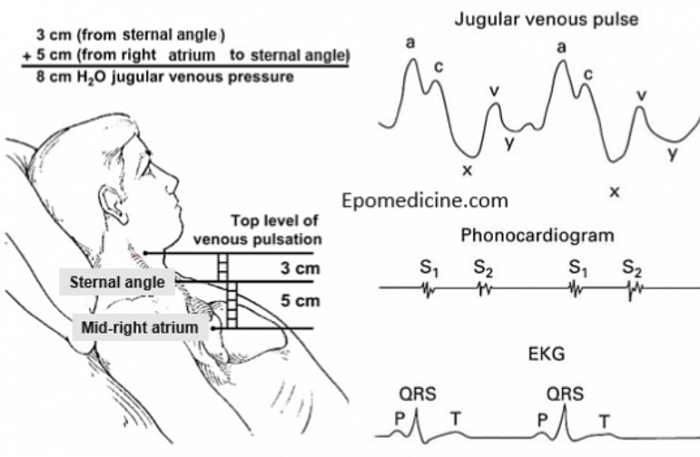 3 cm (from sternal angle)
+ 5 cm (from right atrium to sternal angle)
8 cm H₂O jugular venous pressure
Top level of
venous pulsation
3 cm
Sternal angle
5 cm
Mid-right atrium
Jugular venous pulse
a
c
v
y
x
a
c
v
y
x
Epomedicine.com
Phonocardiogram
S₁ S₂ S₁ S₂
EKG
QRS QRS
P T P T